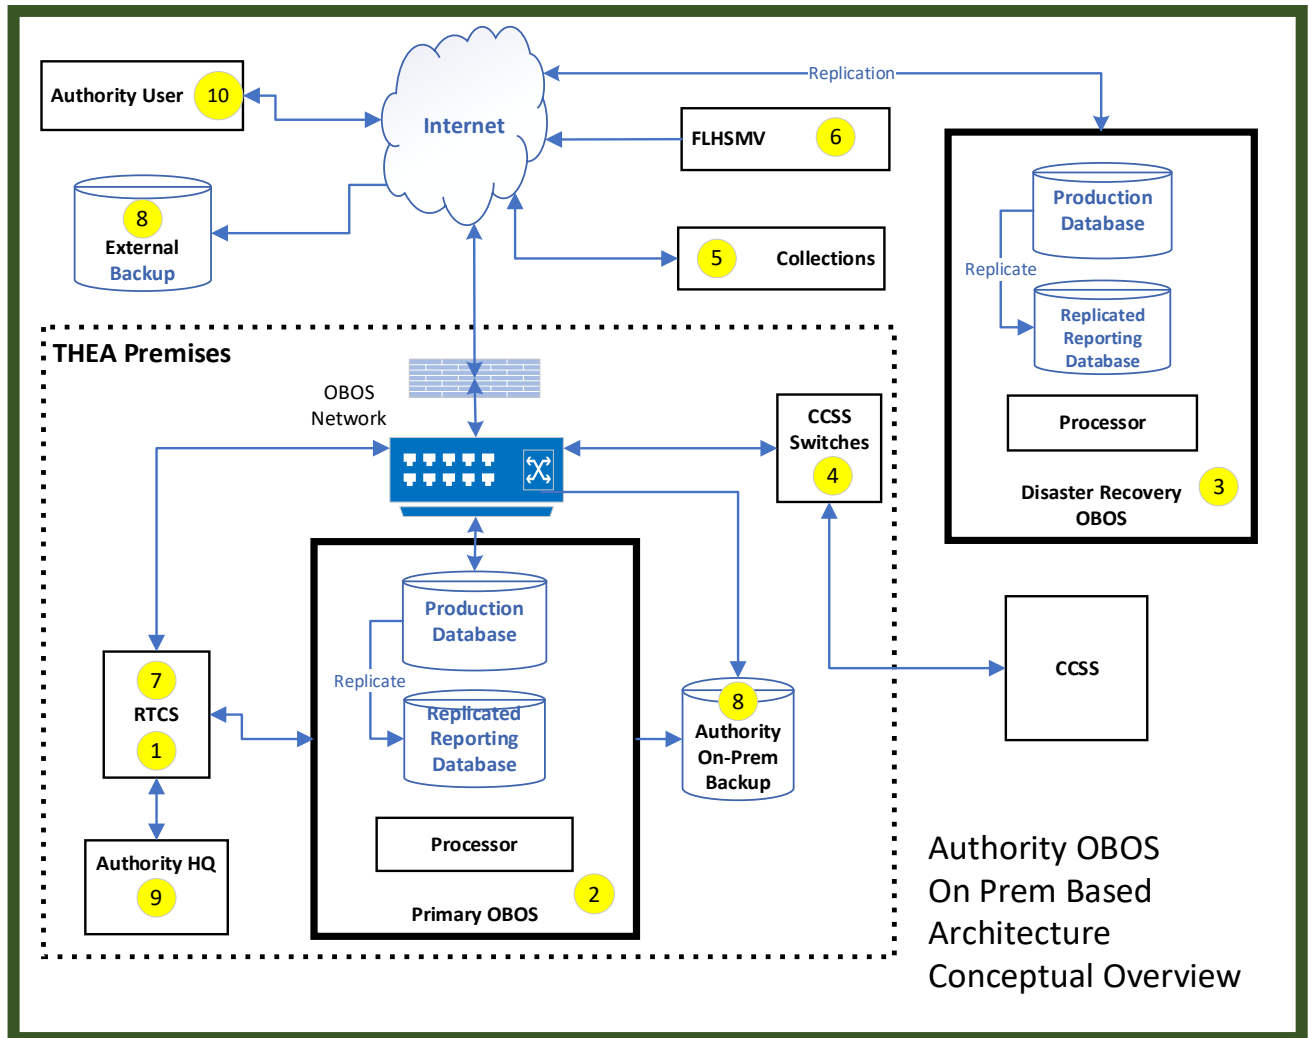 Replication
Authority User 10
Internet
FLHSMV 6
8
External
Backup
5 Collections
Production
Database
Replicate
Replicated
Reporting
Database
Processor
Disaster Recovery
OBOS
3
THEA Premises
OBOS
Network
CCSS
Switches
4
Production
Database
Replicate
Replicated
Reporting
Database
Processor
2
Primary OBOS
7
RTCS
1
Authority HQ
9
8
Authority
On-Prem
Backup
CCSS
Authority OBOS
On Prem Based
Architecture
Conceptual Overview